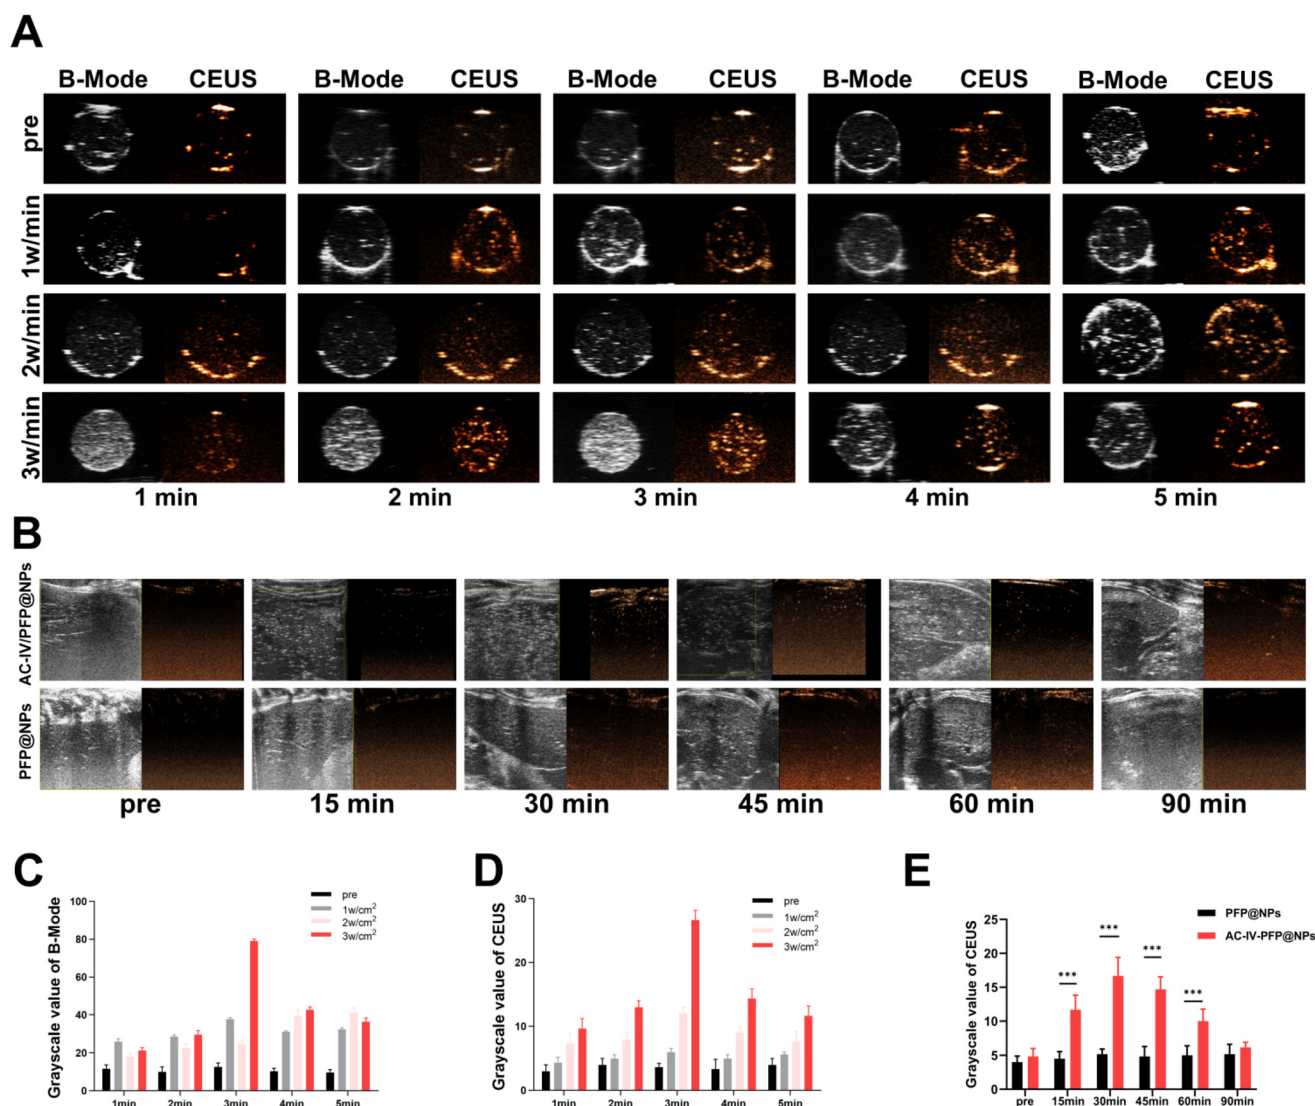 A
B-Mode CEUS B-Mode CEUS B-Mode CEUS B-Mode CEUS B-Mode CEUS
pre
1w/min
2w/min
3w/min
1 min 2 min 3 min 4 min 5 min
B
AC-IV/PFP@NPs
PFP@NPs
pre 15 min 30 min 45 min 60 min 90 min
C
Grayscale value of B-Mode
100
80
60
40
20
0
pre
1w/cm²
2w/cm²
3w/cm²
1min 2min 3min 4min 5min
D
Grayscale value of CEUS
30
20
10
0
pre
1w/cm²
2w/cm²
3w/cm²
1min 2min 3min 4min 5min
E
Grayscale value of CEUS
25
20
15
10
5
0
PFP@NPs
AC-IV-PFP@NPs
*** *** *** ***
pre 15min 30min 45min 60min 90min